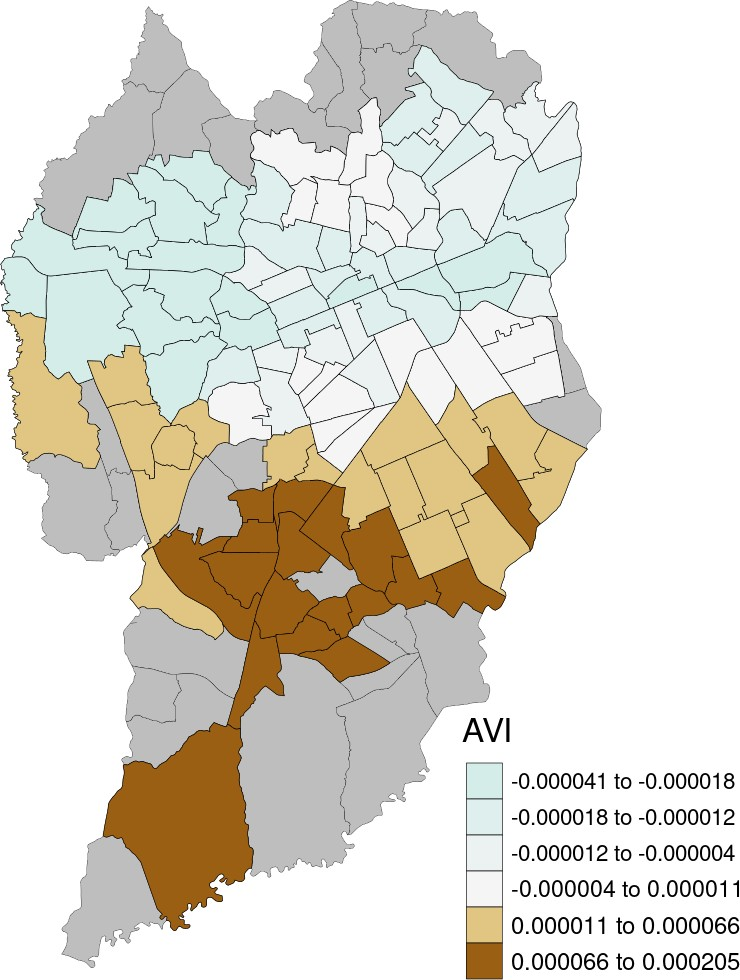 AVI
-0.000041 to -0.000018
-0.000018 to -0.000012
-0.000012 to -0.000004
-0.000004 to 0.000011
0.000011 to 0.000066
0.000066 to 0.000205